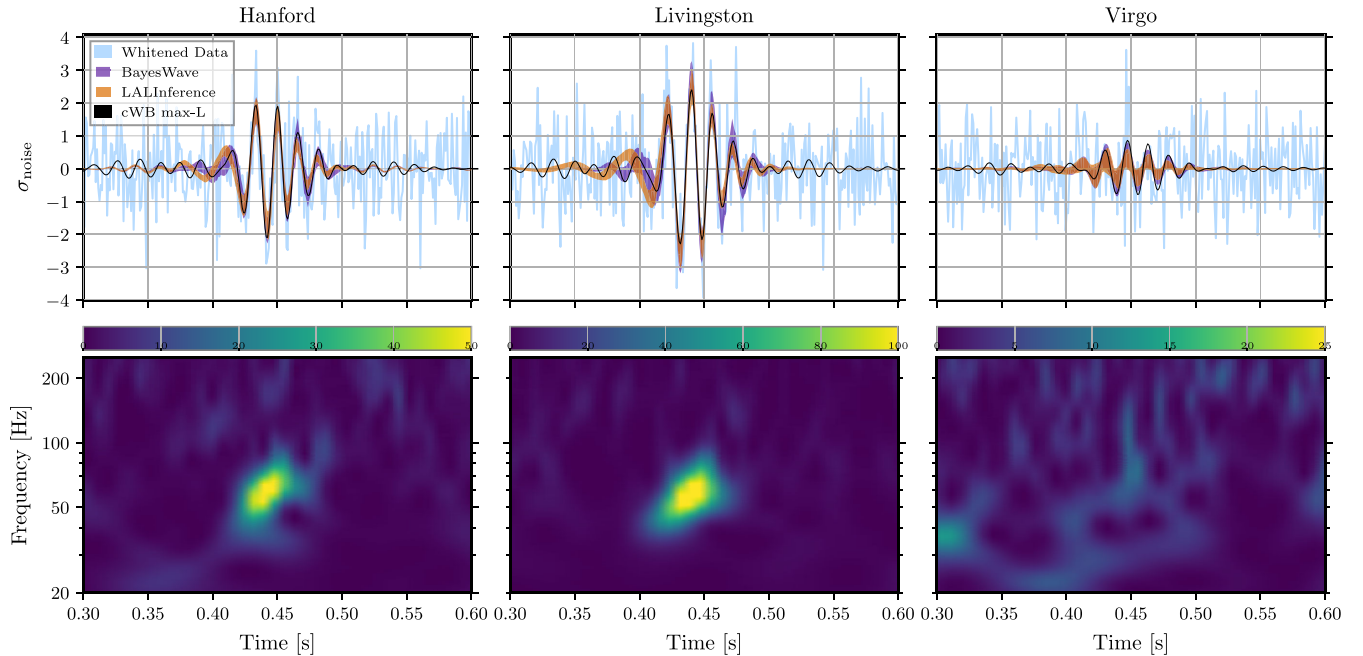 Hanford Livingston Virgo
4
3
2
1
0
−1
−2
−3
−4
σnoise
Whitened Data
BayesWave
LALInference
cWB max-L
0 10 20 30 40 50
0 20 40 60 80 100
0 5 10 15 20 25
200
100
50
20
Frequency [Hz]
0.30 0.35 0.40 0.45 0.50 0.55 0.60
0.30 0.35 0.40 0.45 0.50 0.55 0.60
0.30 0.35 0.40 0.45 0.50 0.55 0.60
Time [s] Time [s] Time [s]